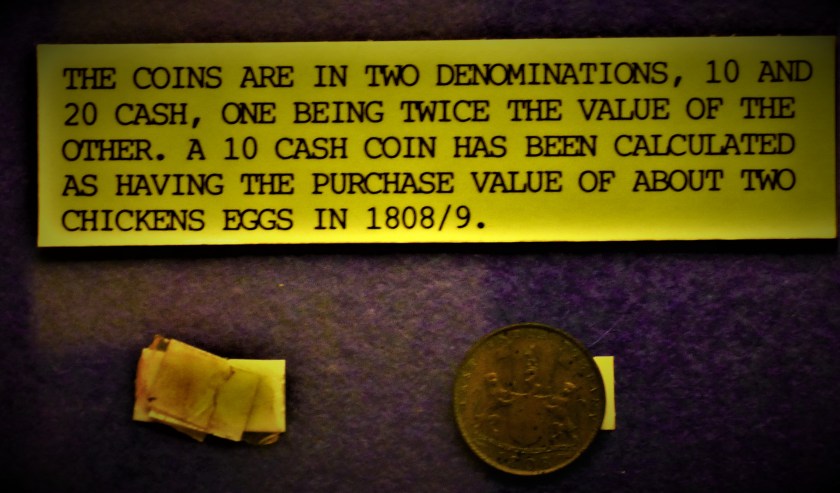 THE COINS ARE IN TWO DENOMINATIONS, 10 AND
20 CASH, ONE BEING TWICE THE VALUE OF THE
OTHER. A 10 CASH COIN HAS BEEN CALCULATED
AS HAVING THE PURCHASE VALUE OF ABOUT TWO
CHICKENS EGGS IN 1808/9.